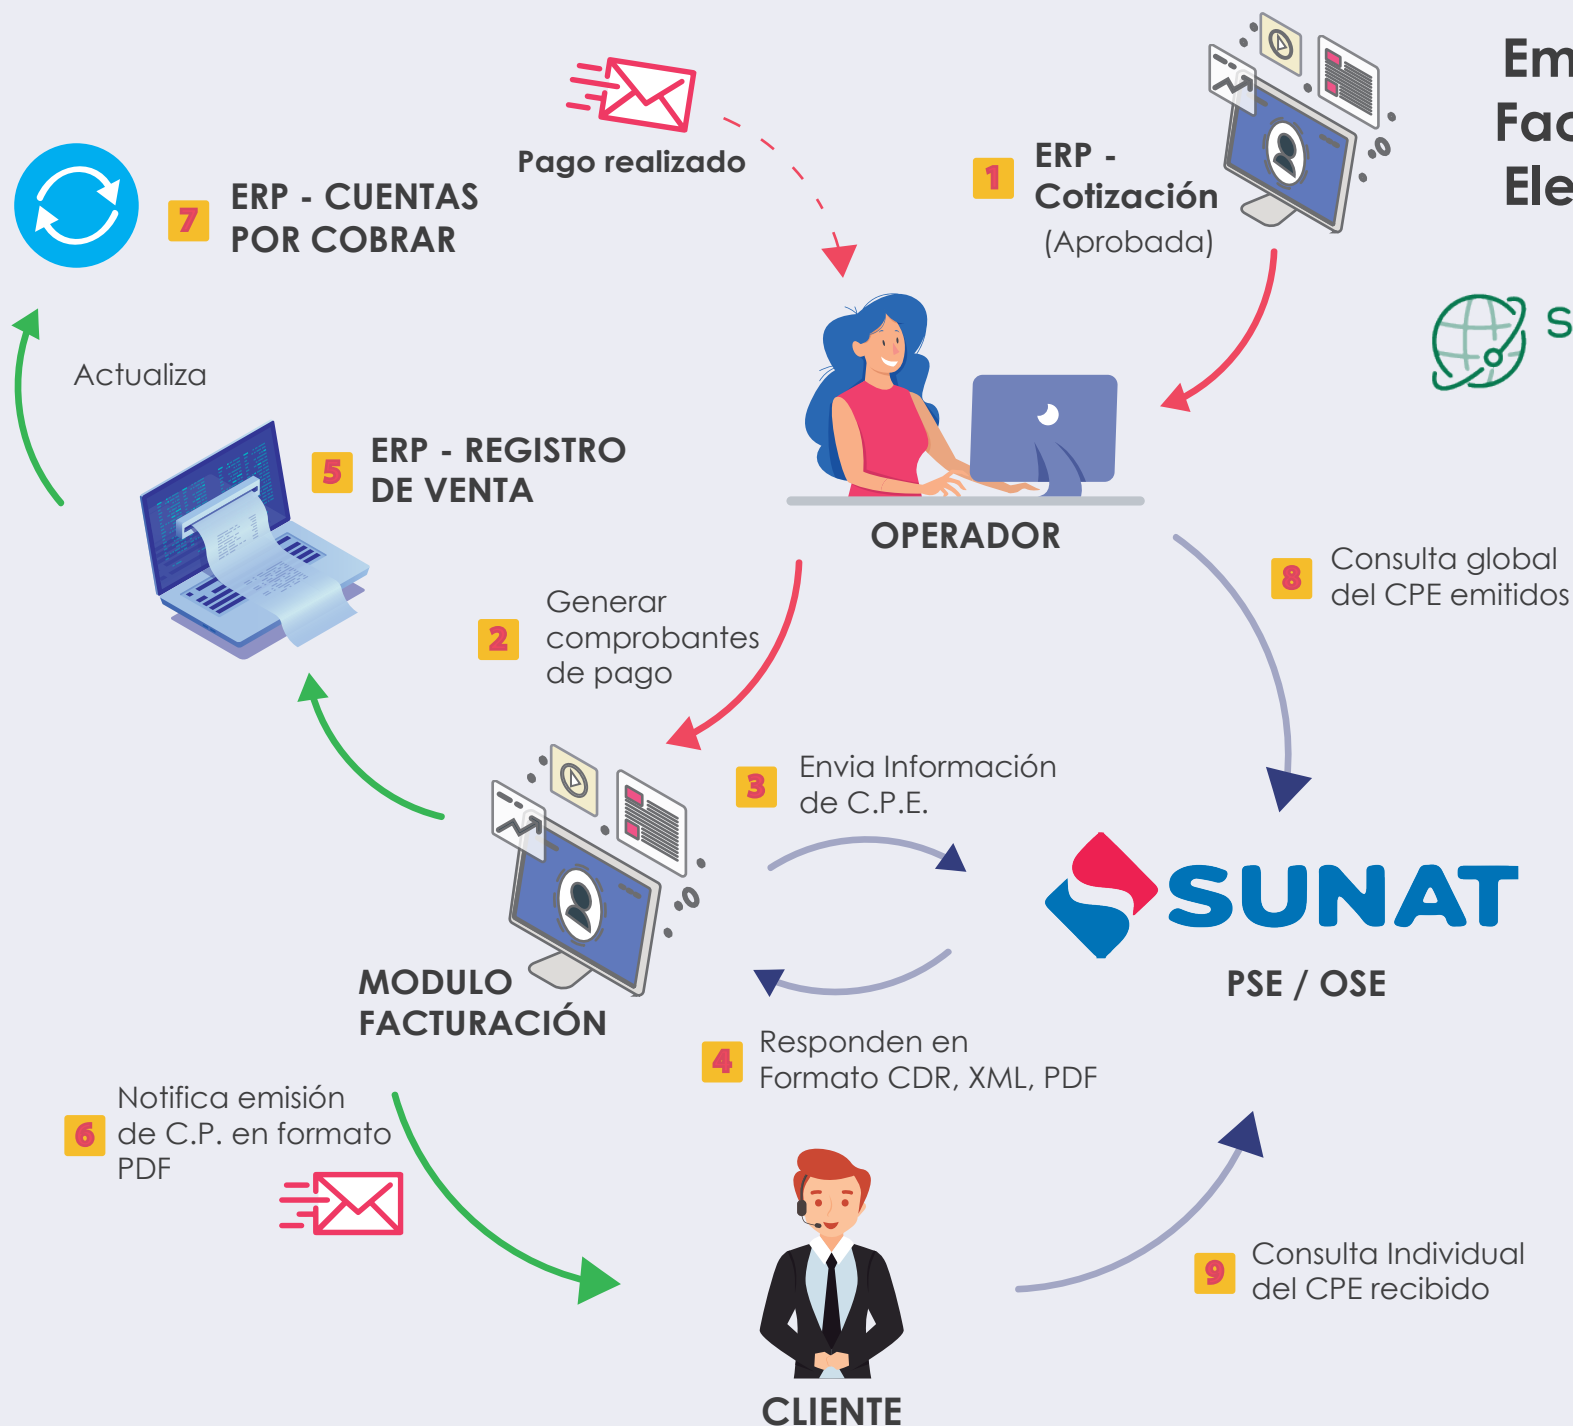 Pago realizado
1
ERP -
Cotización
(Aprobada)
7
ERP - CUENTAS
POR COBRAR
Actualiza
5
ERP - REGISTRO
DE VENTA
OPERADOR
8
Consulta global
del CPE emitidos
2
Generar
comprobantes
de pago
3
Envia Información
de C.P.E.
SUNAT
PSE / OSE
MODULO
FACTURACIÓN
4
Responden en
Formato CDR, XML, PDF
6
Notifica emisión
de C.P. en formato
PDF
9
Consulta Individual
del CPE recibido
CLIENTE